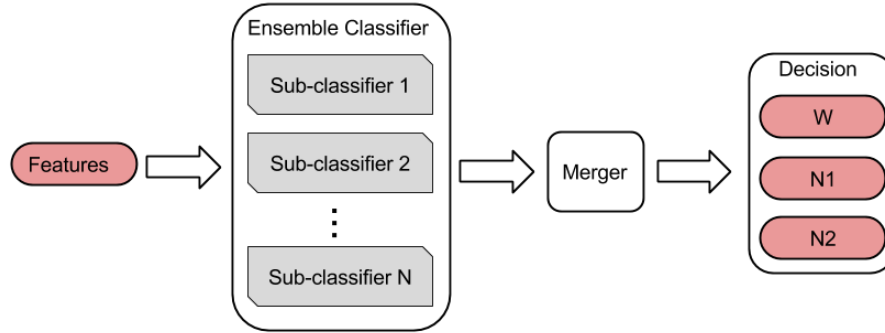 Features
Ensemble Classifier
Sub-classifier 1
Sub-classifier 2
Sub-classifier N
Merger
Decision
W
N1
N2